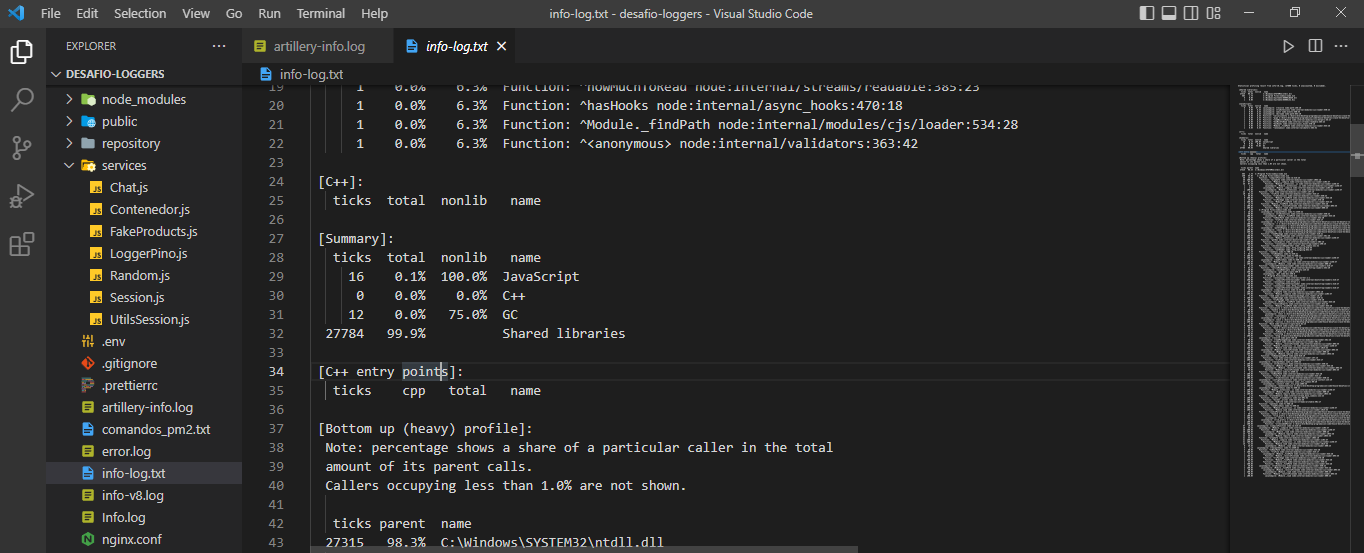 File Edit Selection View Go Run Terminal Help info-log.txt - desafio-loggers - Visual Studio Code
EXPLORER
DESAFIO-LOGGERS
node_modules
public
repository
services
Chat.js
Contenedor.js
FakeProducts.js
LoggerPino.js
Random.js
Session.js
UtilsSession.js
.env
.gitignore
.prettierrc
artillery-info.log
comandos_pm2.txt
error.log
info-log.txt
info-v8.log
Info.log
nginx.conf
artillery-info.log info-log.txt
info-log.txt
19 1 0.0% 6.3% Function: ^howMuchToRead node:internal/streams/readable:385:23
20 1 0.0% 6.3% Function: ^hasHooks node:internal/async_hooks:470:18
21 1 0.0% 6.3% Function: ^Module._findPath node:internal/modules/cjs/loader:534:28
22 1 0.0% 6.3% Function: ^<anonymous> node:internal/validators:363:42
23
24 [C++]:
25 ticks total nonlib name
26
27 [Summary]:
28 ticks total nonlib name
29 16 0.1% 100.0% JavaScript
30 0 0.0% 0.0% C++
31 12 0.0% 75.0% GC
32 27784 99.9% Shared libraries
33
34 [C++ entry points]:
35 ticks cpp total name
36
37 [Bottom up (heavy) profile]:
38 Note: percentage shows a share of a particular caller in the total
39 amount of its parent calls.
40 Callers occupying less than 1.0% are not shown.
41
42 ticks parent name
43 27315 98.3% C:\Windows\SYSTEM32\ntdll.dll